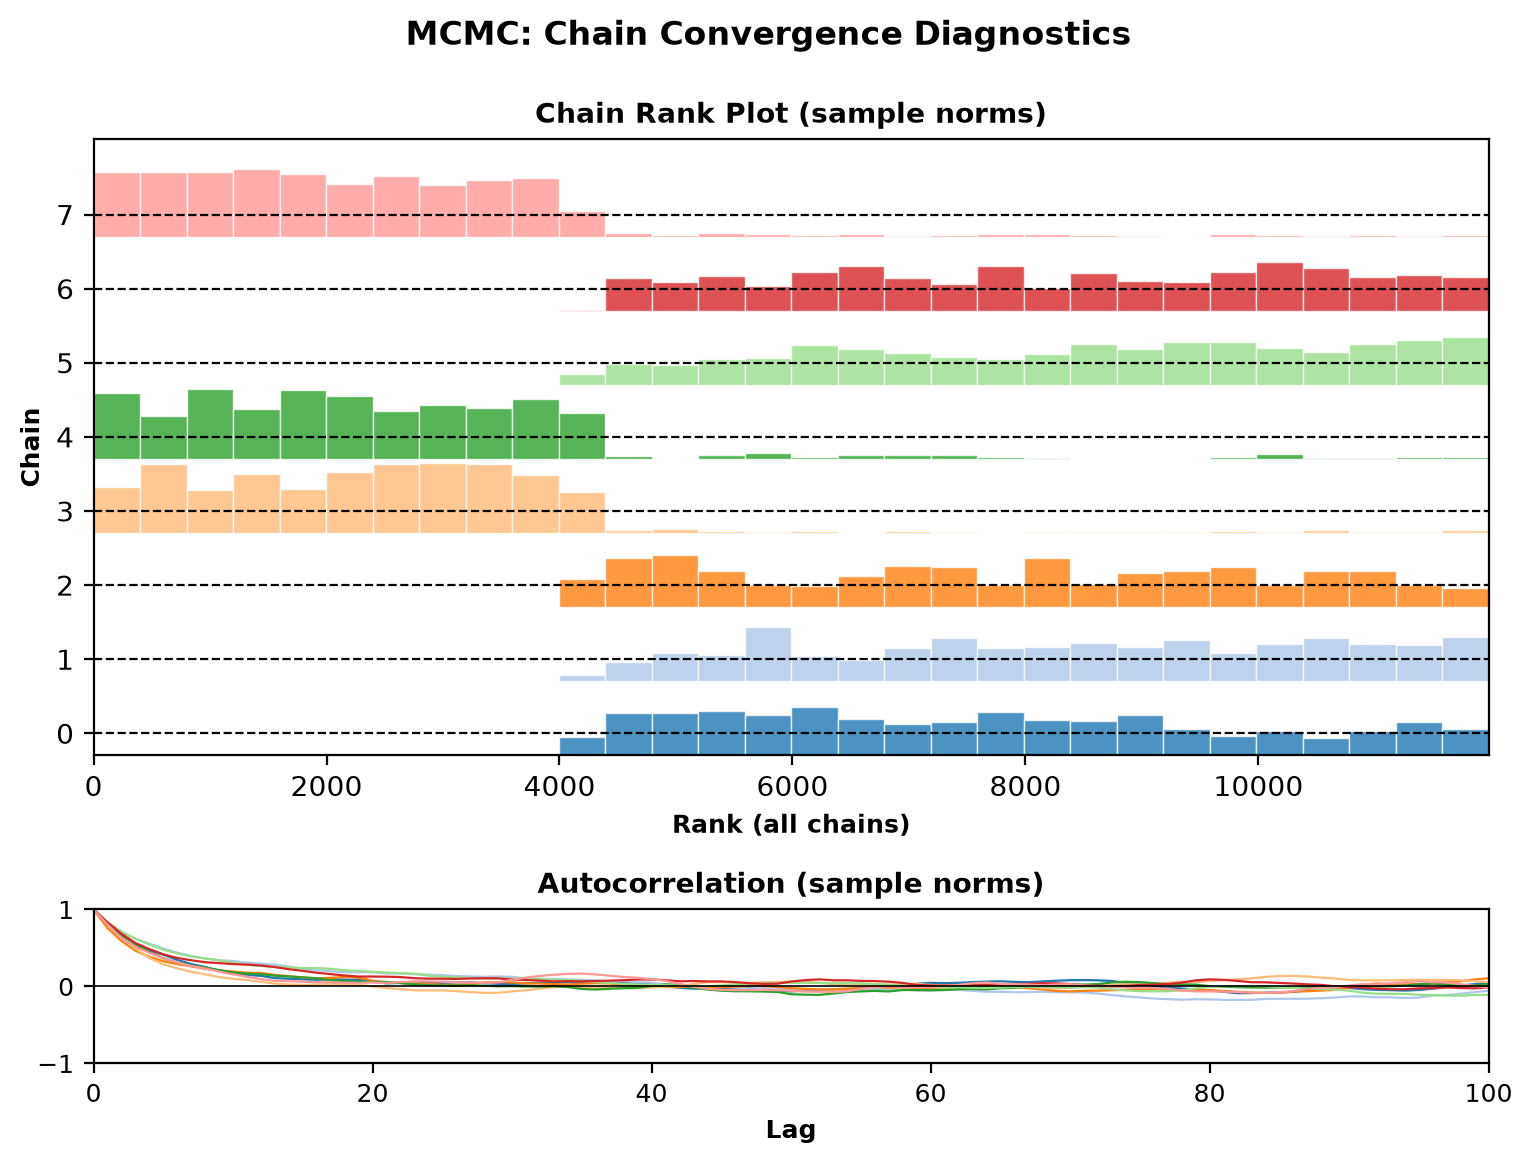 MCMC: Chain Convergence Diagnostics
Chain Rank Plot (sample norms)
7
6
5
4
3
2
1
0
Chain
0 2000 4000 6000 8000 10000
Rank (all chains)
Autocorrelation (sample norms)
1
0
−1
0 20 40 60 80 100
Lag